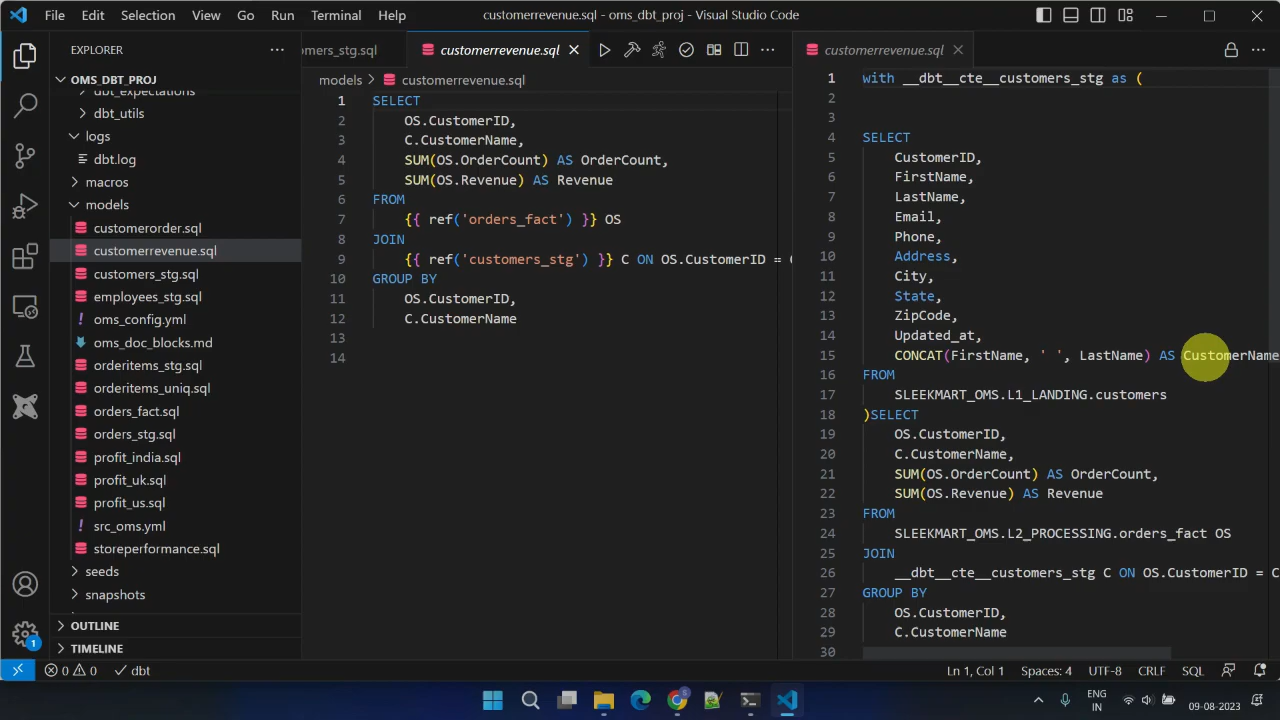 File Edit Selection View Go Run Terminal Help
customerrevenue.sql - oms_dbt_proj - Visual Studio Code
EXPLORER
OMS_DBT_PROJ
dbt_expectations
dbt_utils
logs
dbt.log
macros
models
customerorder.sql
customerrevenue.sql
customers_stg.sql
employees_stg.sql
oms_config.yml
oms_doc_blocks.md
orderitems_stg.sql
orderitems_uniq.sql
orders_fact.sql
orders_stg.sql
profit_india.sql
profit_uk.sql
profit_us.sql
src_oms.yml
storeperformance.sql
seeds
snapshots
OUTLINE
TIMELINE
omers_stg.sql
customerrevenue.sql
models > customerrevenue.sql
1 SELECT
2 OS.CustomerID,
3 C.CustomerName,
4 SUM(OS.OrderCount) AS OrderCount,
5 SUM(OS.Revenue) AS Revenue
6 FROM
7 {{ ref('orders_fact') }} OS
8 JOIN
9 {{ ref('customers_stg') }} C ON OS.CustomerID =
10 GROUP BY
11 OS.CustomerID,
12 C.CustomerName
13
14
customerrevenue.sql
1 with __dbt__cte__customers_stg as (
2
3
4 SELECT
5 CustomerID,
6 FirstName,
7 LastName,
8 Email,
9 Phone,
10 Address,
11 City,
12 State,
13 ZipCode,
14 Updated_at,
15 CONCAT(FirstName, ' ', LastName) AS CustomerName
16 FROM
17 SLEEKMART_OMS.L1_LANDING.customers
18 )SELECT
19 OS.CustomerID,
20 C.CustomerName,
21 SUM(OS.OrderCount) AS OrderCount,
22 SUM(OS.Revenue) AS Revenue
23 FROM
24 SLEEKMART_OMS.L2_PROCESSING.orders_fact OS
25 JOIN
26 __dbt__cte__customers_stg C ON OS.CustomerID = C
27 GROUP BY
28 OS.CustomerID,
29 C.CustomerName
30
1
0 0 dbt
Ln 1, Col 1 Spaces: 4 UTF-8 CRLF SQL
ENG
IN
09-08-2023